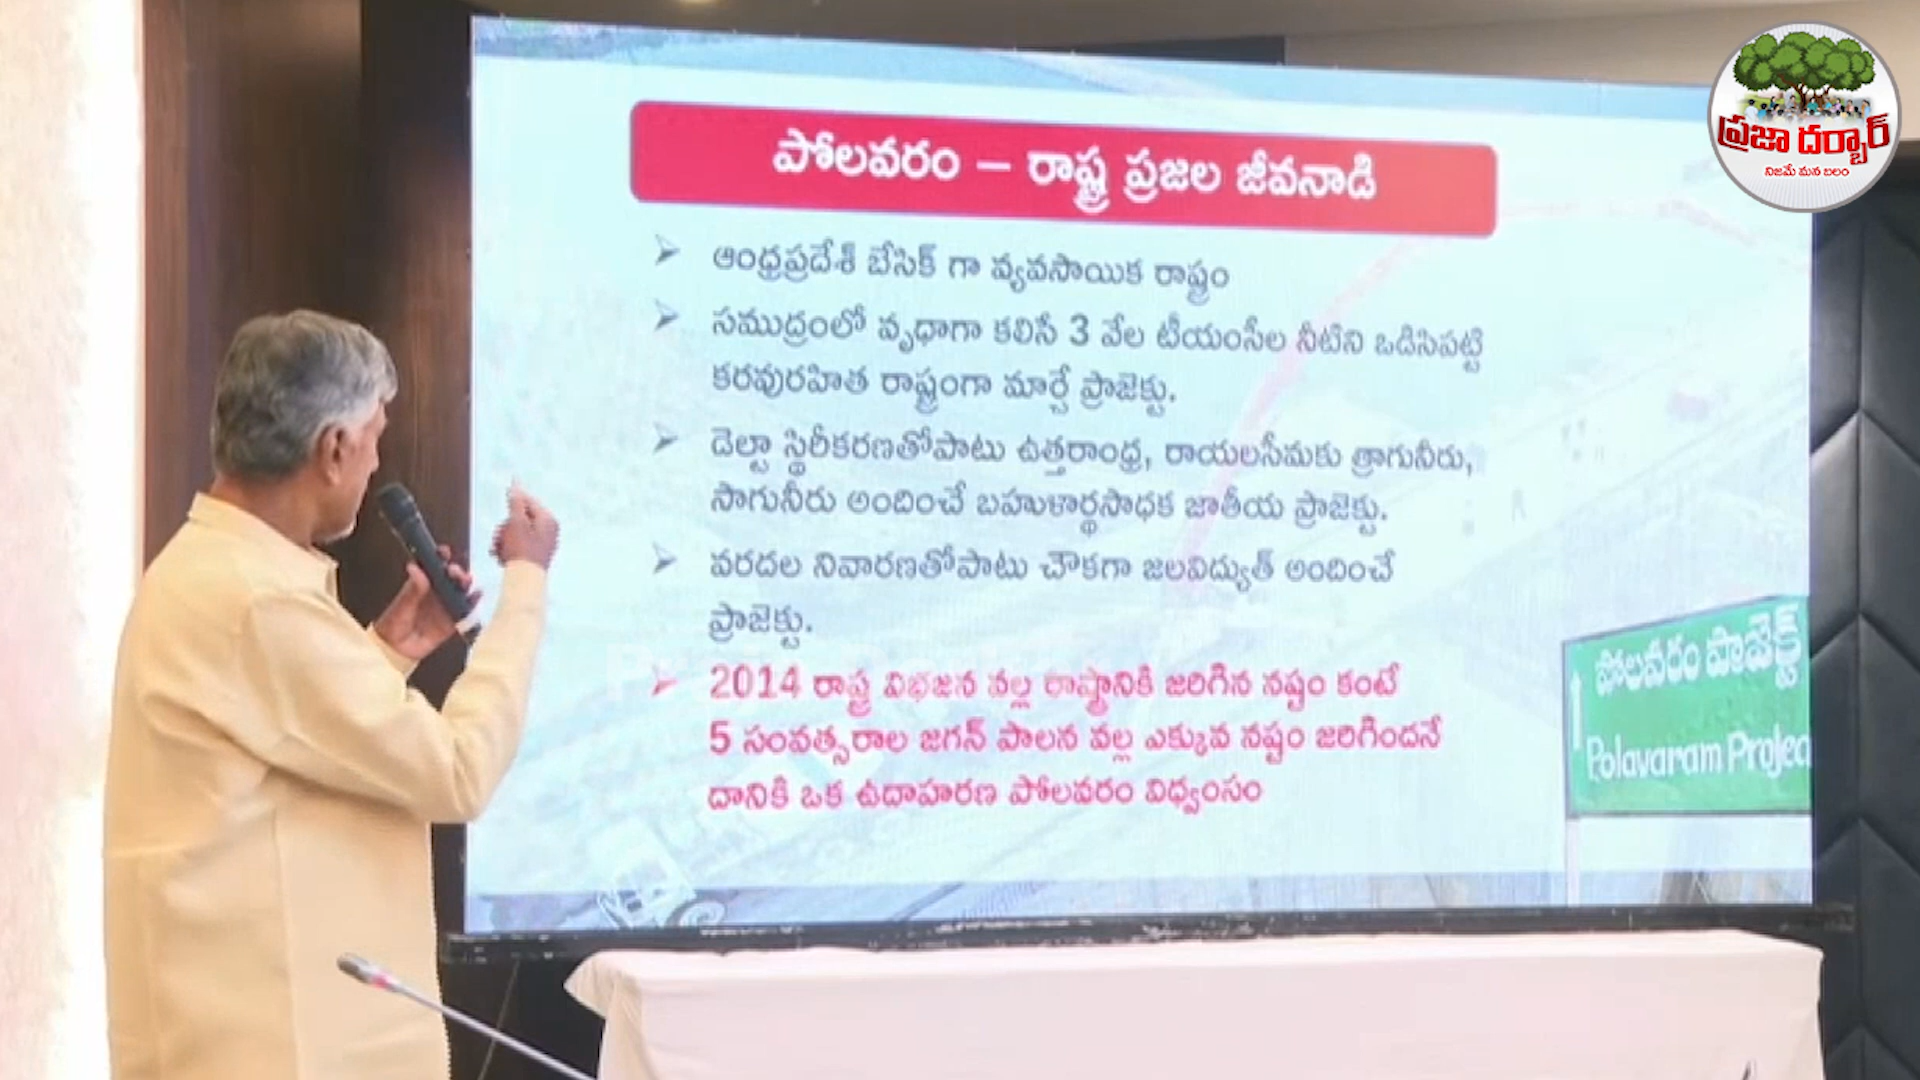 ప్రజా దర్బార్
నిజమే మన బలం
పోలవరం – రాష్ట్ర ప్రజల జీవనాడి
ఆంధ్రప్రదేశ్ బేసిక్ గా వ్యవసాయిక రాష్ట్రం
సముద్రంలో వృధాగా కలిసే 3 వేల టీయంసీల నీటిని ఒడిసిపట్టి
కరవురహిత రాష్ట్రంగా మార్చే ప్రాజెక్టు.
డెల్టా స్థిరీకరణతోపాటు ఉత్తరాంధ్ర, రాయలసీమకు త్రాగునీరు,
సాగునీరు అందించే బహుళార్థసాధక జాతీయ ప్రాజెక్టు.
వరదల నివారణతోపాటు చౌకగా జలవిద్యుత్ అందించే
ప్రాజెక్టు.
2014 రాష్ట్ర విభజన వల్ల రాష్ట్రానికి జరిగిన నష్టం కంటే
5 సంవత్సరాల జగన్ పాలన వల్ల ఎక్కువ నష్టం జరిగిందనే
దానికి ఒక ఉదాహరణ పోలవరం విధ్వంసం
పోలవరం ప్రాజెక్ట్
Polavaram Projec